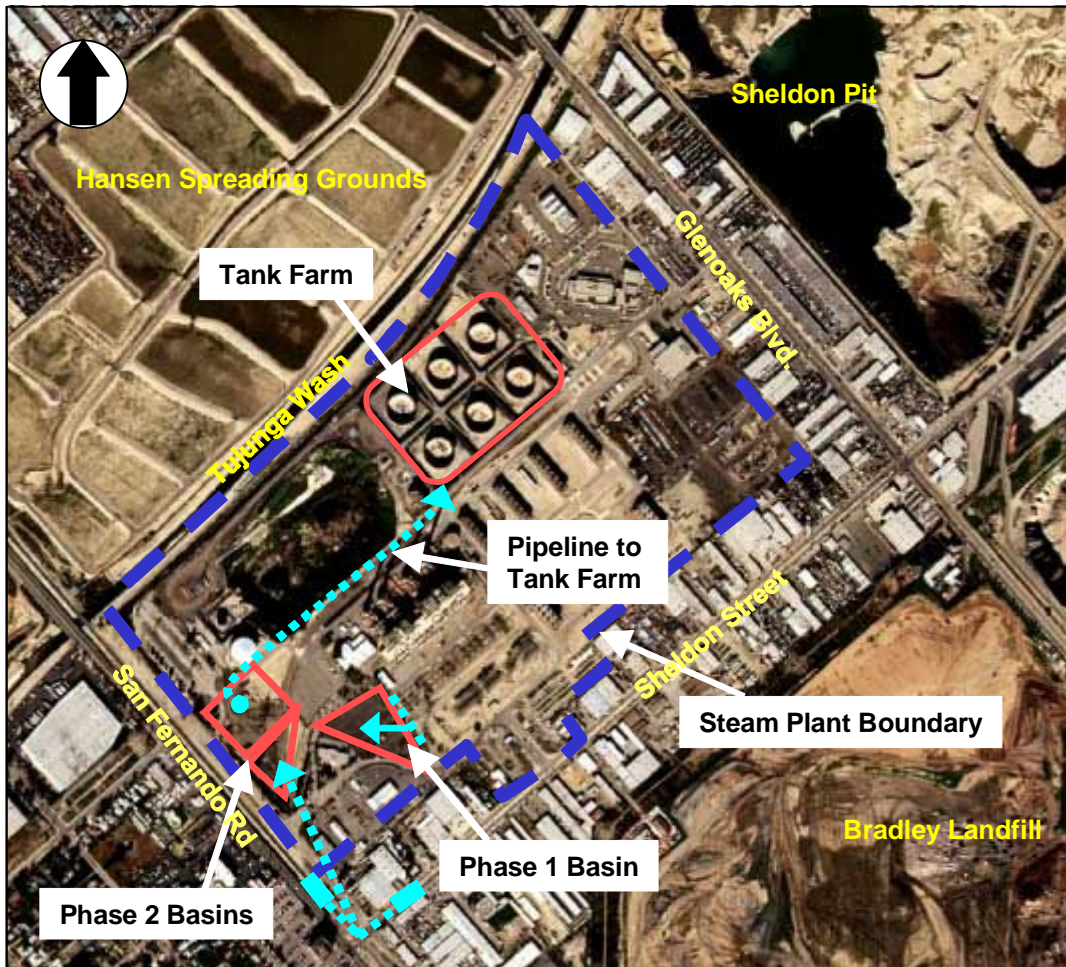 Sheldon Pit
Hansen Spreading Grounds
Glenoaks Blvd.
Tank Farm
Tujunga Wash
Pipeline to
Tank Farm
Sheldon Street
San Fernando Rd
Steam Plant Boundary
Bradley Landfill
Phase 1 Basin
Phase 2 Basins